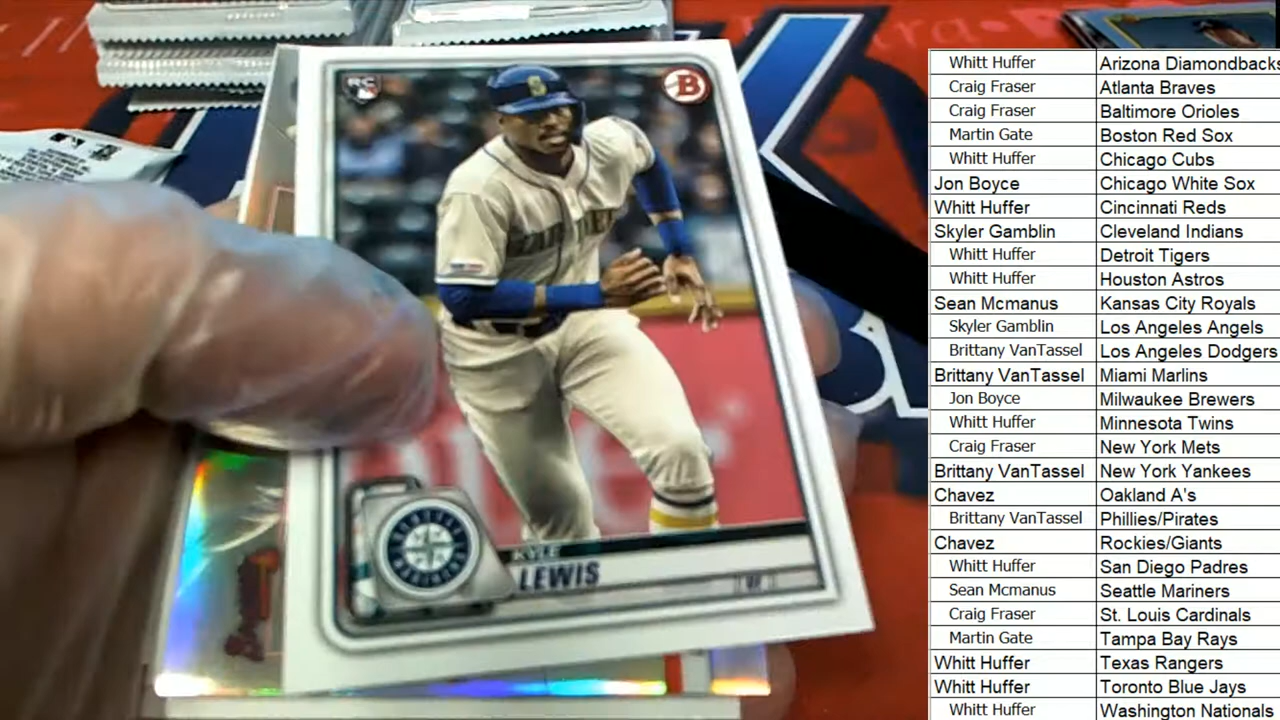 RC
B
S
KYLE
LEWIS
Whitt Huffer Arizona Diamondbacks
Craig Fraser Atlanta Braves
Craig Fraser Baltimore Orioles
Martin Gate Boston Red Sox
Whitt Huffer Chicago Cubs
Jon Boyce Chicago White Sox
Whitt Huffer Cincinnati Reds
Skyler Gamblin Cleveland Indians
Whitt Huffer Detroit Tigers
Whitt Huffer Houston Astros
Sean Mcmanus Kansas City Royals
Skyler Gamblin Los Angeles Angels
Brittany VanTassel Los Angeles Dodgers
Brittany VanTassel Miami Marlins
Jon Boyce Milwaukee Brewers
Whitt Huffer Minnesota Twins
Craig Fraser New York Mets
Brittany VanTassel New York Yankees
Chavez Oakland A's
Brittany VanTassel Phillies/Pirates
Chavez Rockies/Giants
Whitt Huffer San Diego Padres
Sean Mcmanus Seattle Mariners
Craig Fraser St. Louis Cardinals
Martin Gate Tampa Bay Rays
Whitt Huffer Texas Rangers
Whitt Huffer Toronto Blue Jays
Whitt Huffer Washington Nationals